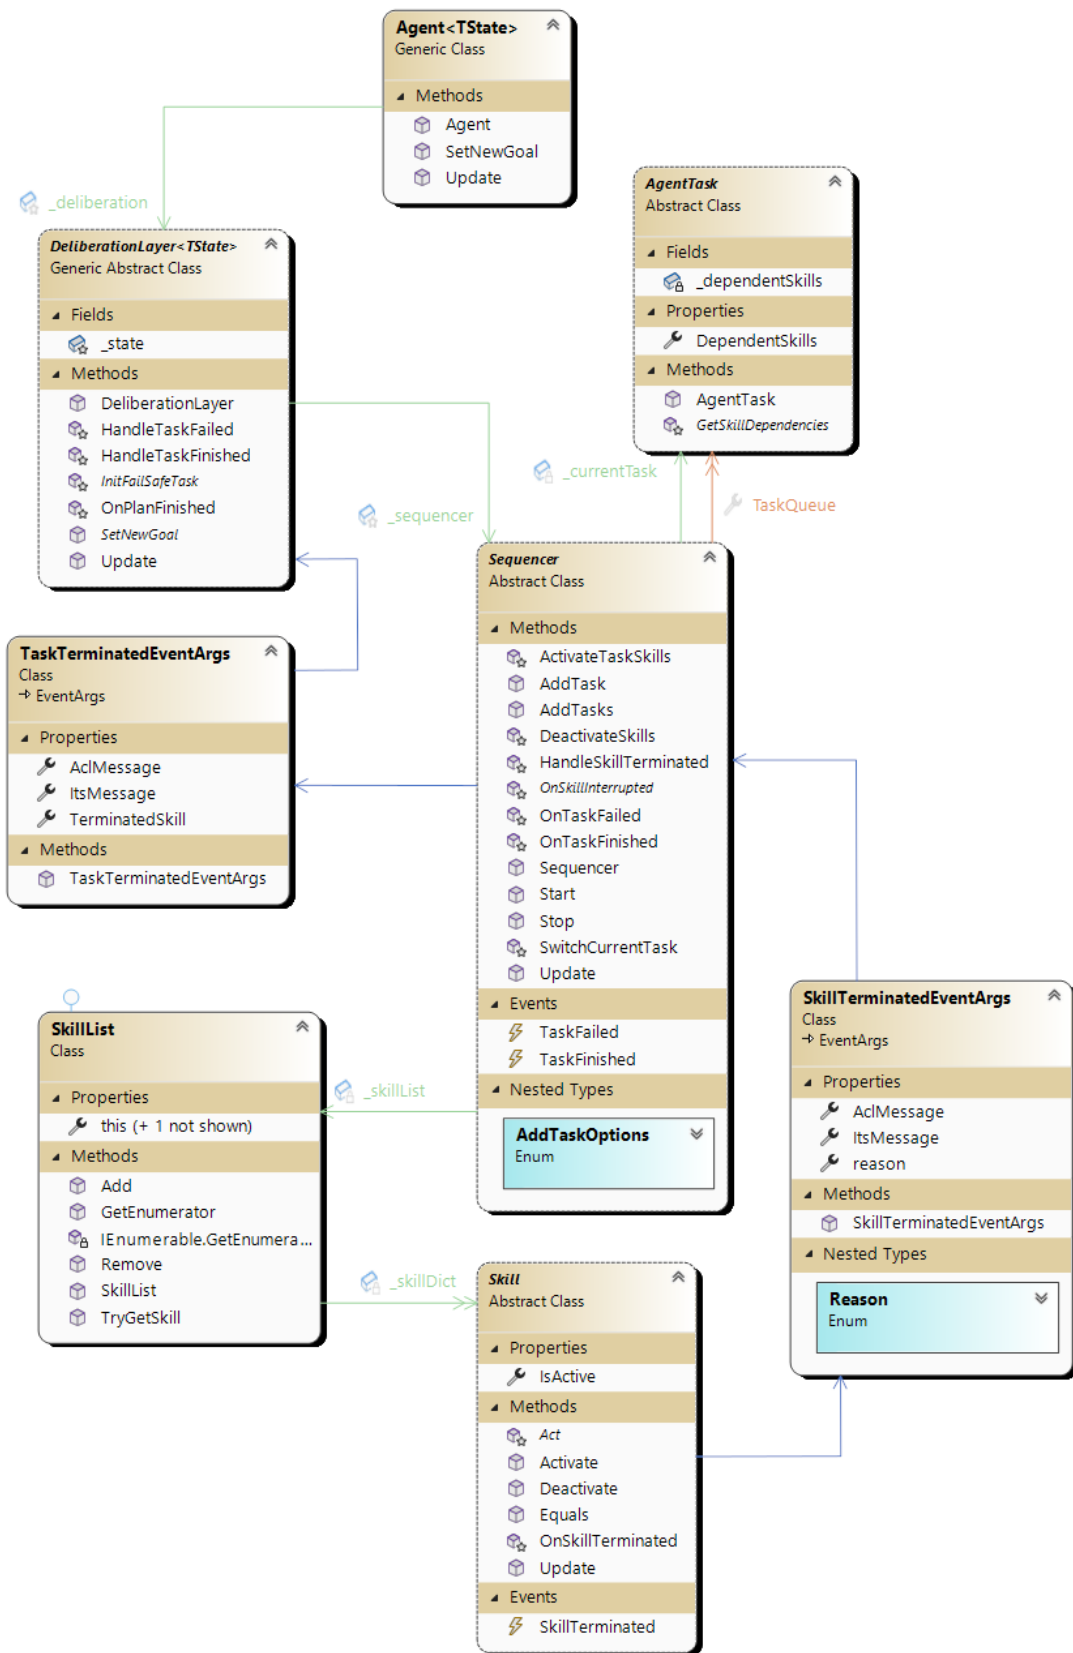 Agent<TState>
Generic Class
Methods
Agent
SetNewGoal
Update
_deliberation
DeliberationLayer<TState>
Generic Abstract Class
Fields
_state
Methods
DeliberationLayer
HandleTaskFailed
HandleTaskFinished
InitFailSafeTask
OnPlanFinished
SetNewGoal
Update
AgentTask
Abstract Class
Fields
_dependentSkills
Properties
DependentSkills
Methods
AgentTask
GetSkillDependencies
_currentTask
TaskQueue
_sequencer
Sequencer
Abstract Class
Methods
ActivateTaskSkills
AddTask
AddTasks
DeactivateSkills
HandleSkillTerminated
OnSkillInterrupted
OnTaskFailed
OnTaskFinished
Sequencer
Start
Stop
SwitchCurrentTask
Update
Events
TaskFailed
TaskFinished
Nested Types
AddTaskOptions
Enum
TaskTerminatedEventArgs
Class
EventArgs
Properties
AclMessage
ItsMessage
TerminatedSkill
Methods
TaskTerminatedEventArgs
SkillList
Class
Properties
this (+ 1 not shown)
Methods
Add
GetEnumerator
IEnumerable.GetEnumera...
Remove
SkillList
TryGetSkill
_skillList
_skillDict
Skill
Abstract Class
Properties
IsActive
Methods
Act
Activate
Deactivate
Equals
OnSkillTerminated
Update
Events
SkillTerminated
SkillTerminatedEventArgs
Class
EventArgs
Properties
AclMessage
ItsMessage
reason
Methods
SkillTerminatedEventArgs
Nested Types
Reason
Enum